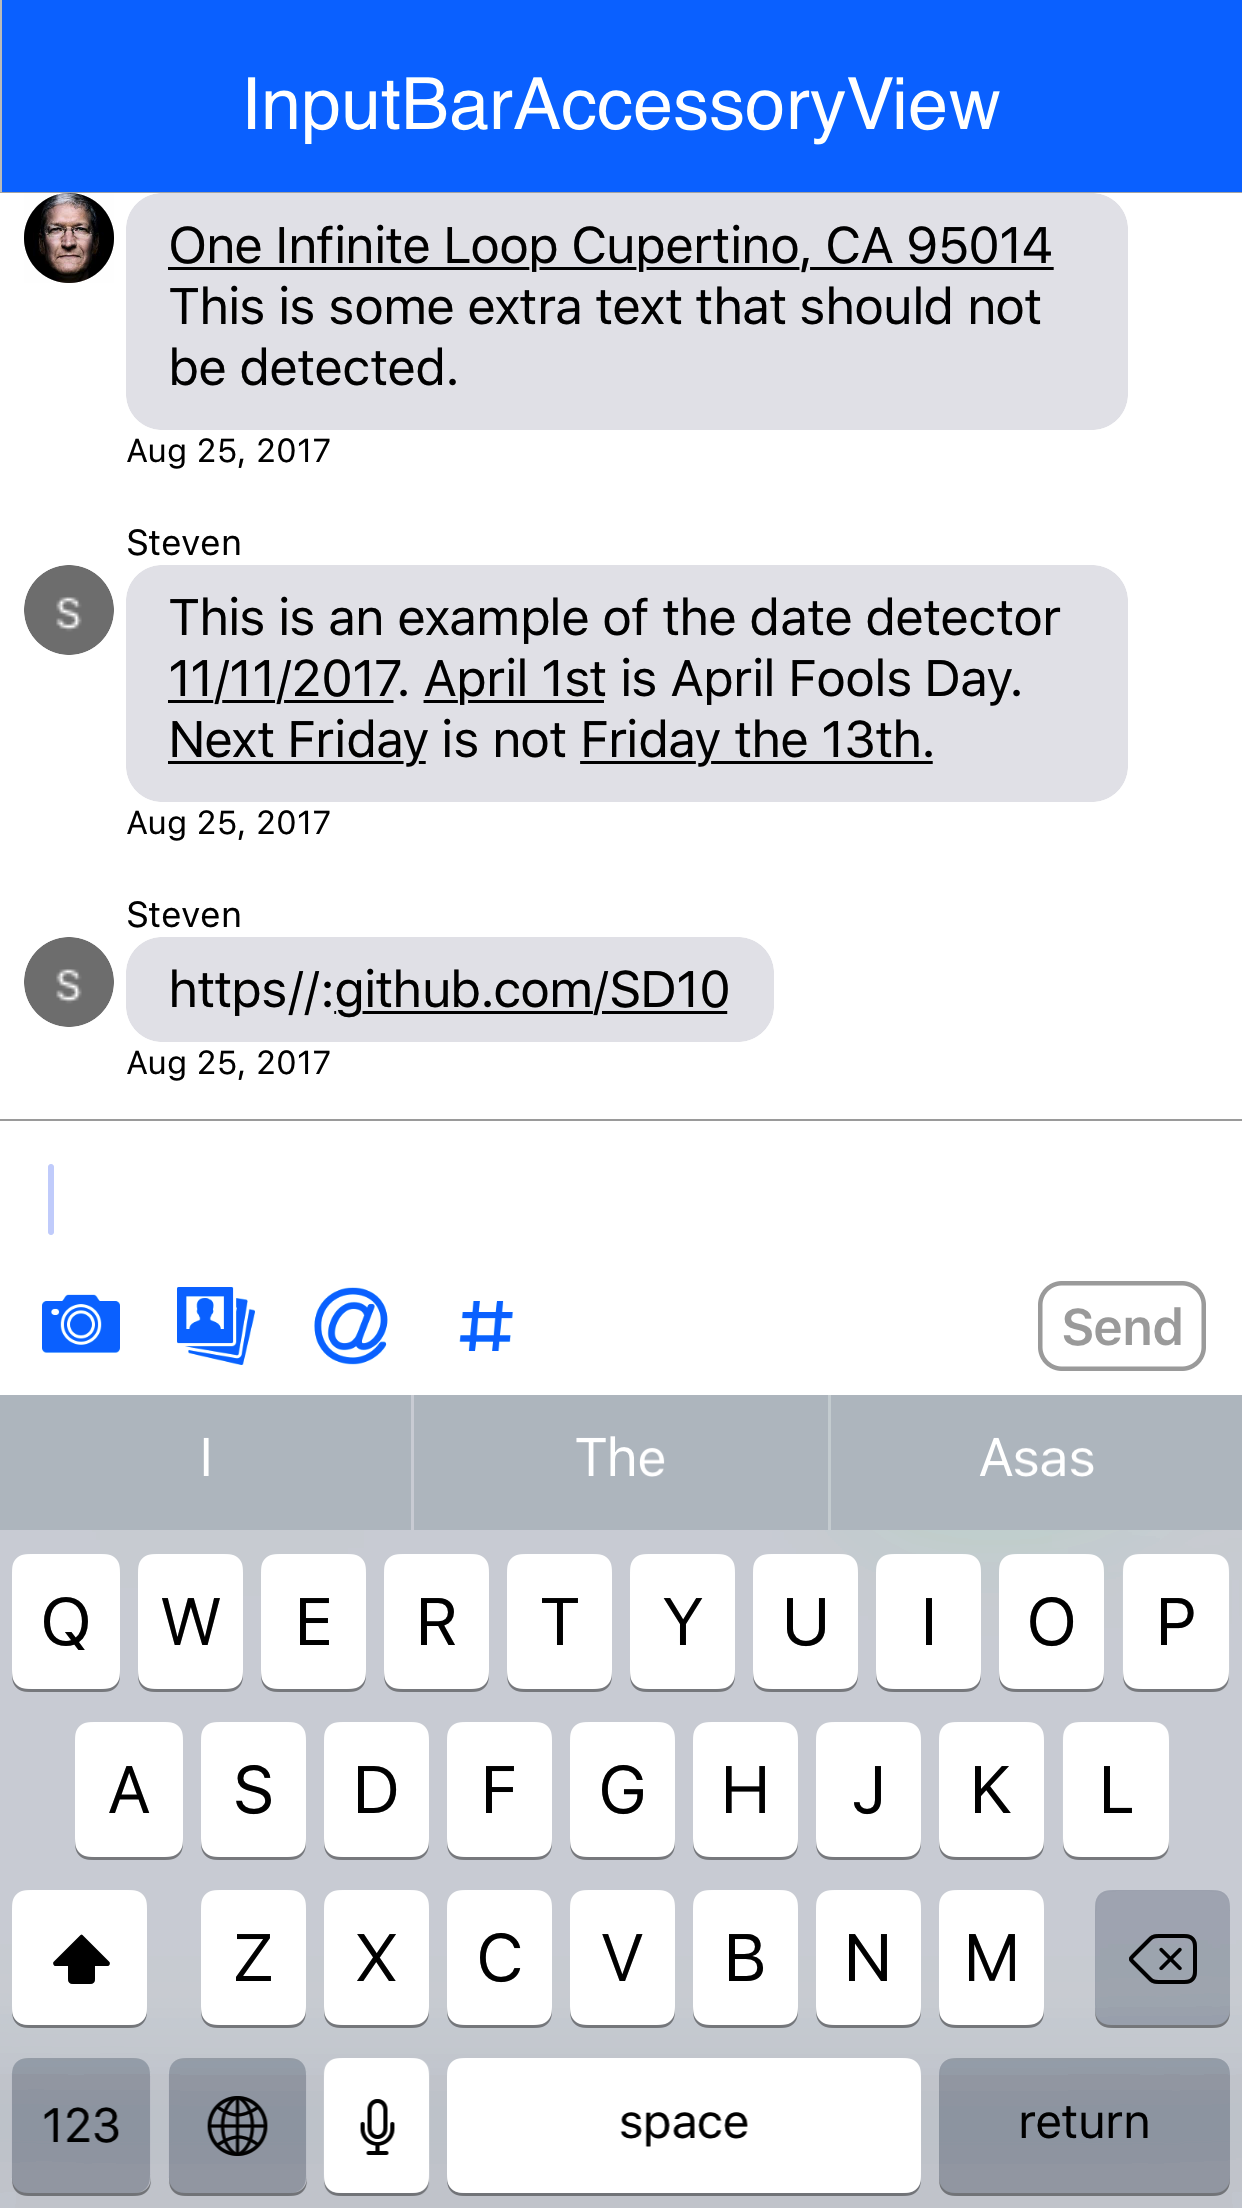 InputBarAccessoryView
One Infinite Loop Cupertino, CA 95014
This is some extra text that should not
be detected.
Aug 25, 2017
Steven
S
This is an example of the date detector
11/11/2017. April 1st is April Fools Day.
Next Friday is not Friday the 13th.
Aug 25, 2017
Steven
S
https//:github.com/SD10
Aug 25, 2017
@ #
Send
I The Asas
Q W E R T Y U I O P
A S D F G H J K L
Z X C V B N M
123 space return